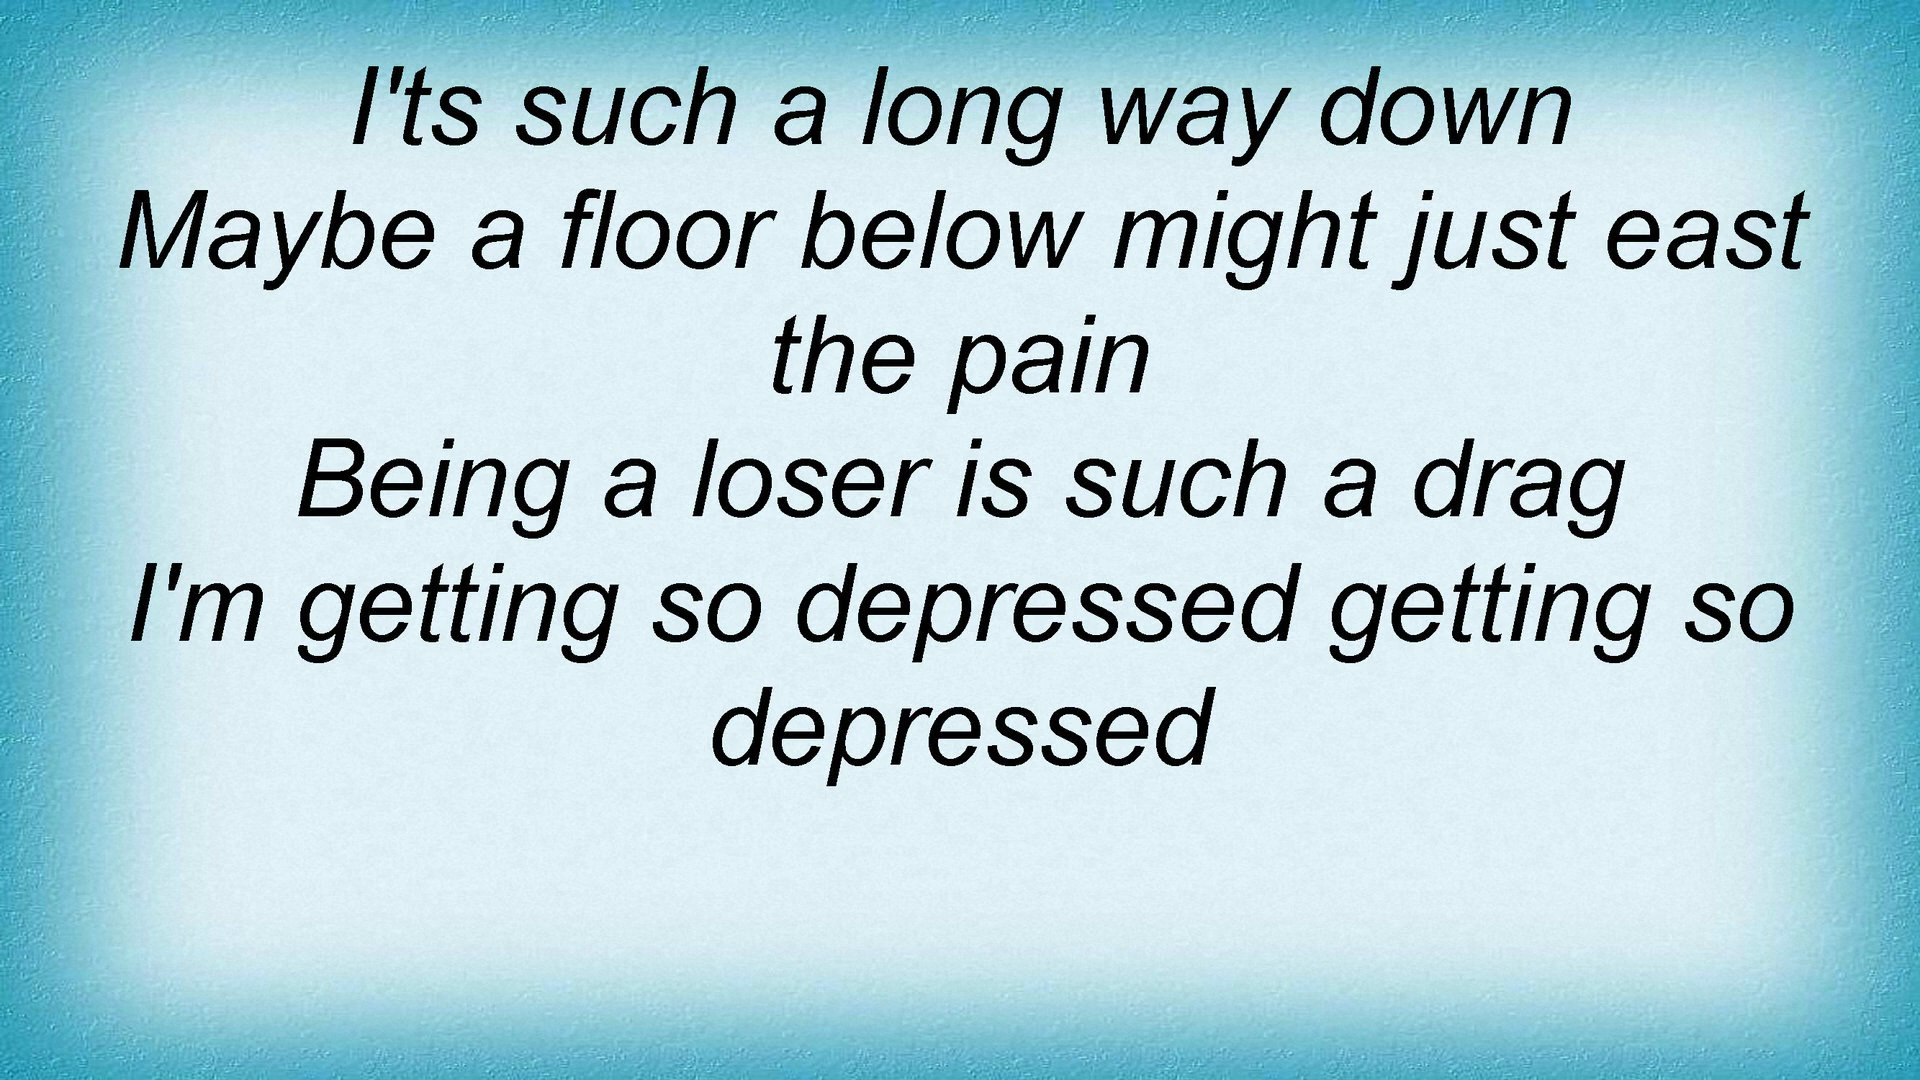 I'ts such a long way down
Maybe a floor below might just east
the pain
Being a loser is such a drag
I'm getting so depressed getting so
depressed